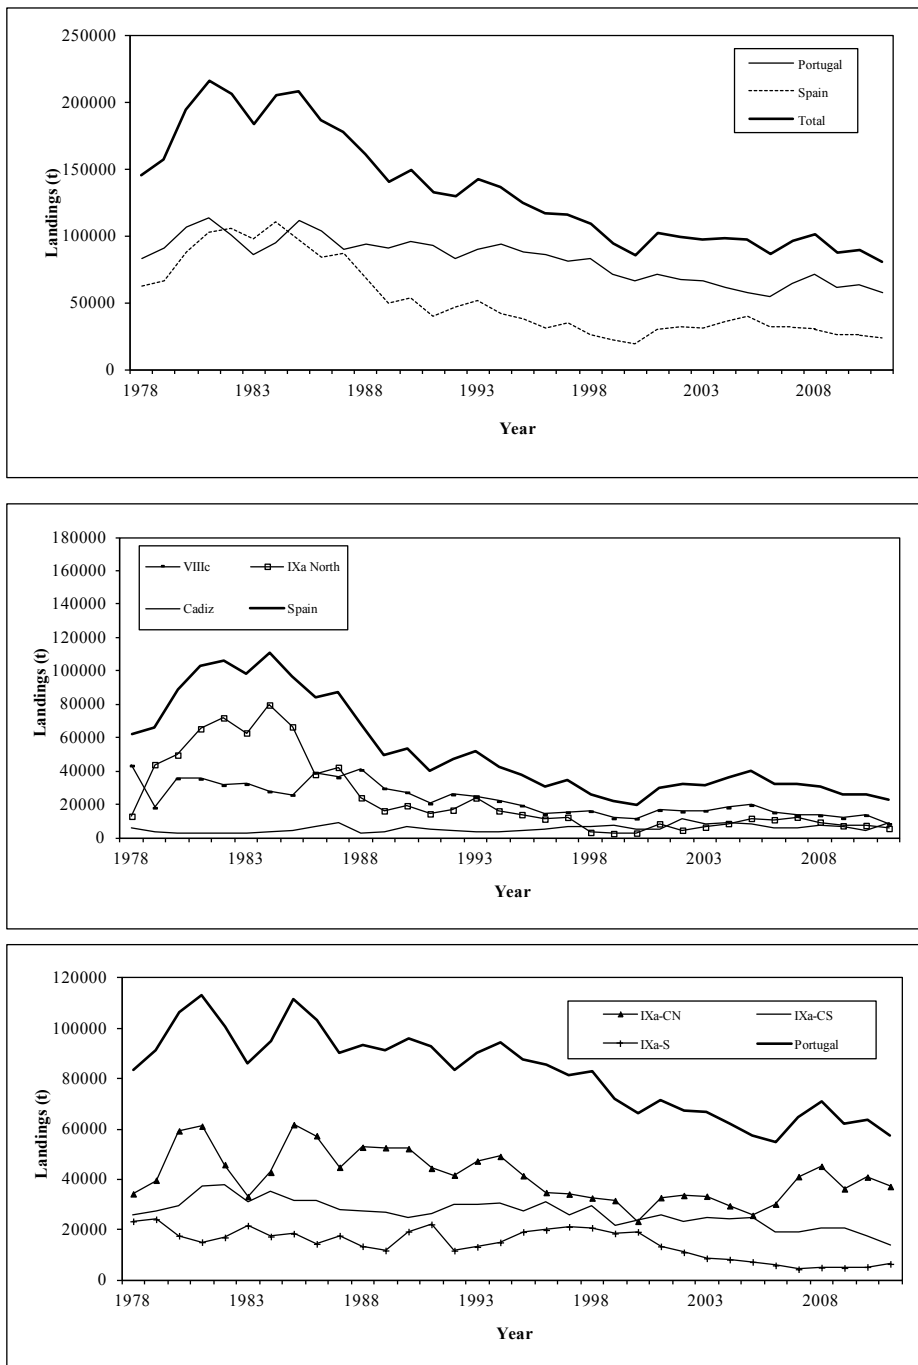 250000
200000
150000
100000
50000
0
Landings (t)
Portugal
Spain
Total
1978 1983 1988 1993 1998 2003 2008
Year
180000
160000
140000
120000
100000
80000
60000
40000
20000
0
Landings (t)
VIIIc IXa North
Cadiz Spain
1978 1983 1988 1993 1998 2003 2008
Year
120000
100000
80000
60000
40000
20000
0
Landings (t)
IXa-CN IXa-CS
IXa-S Portugal
1978 1983 1988 1993 1998 2003 2008
Year